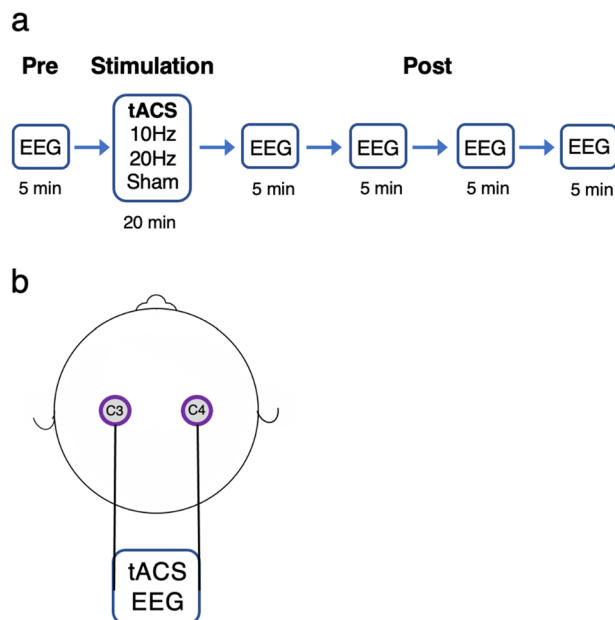 a
Pre Stimulation Post
EEG
5 min
tACS
10Hz
20Hz
Sham
20 min
EEG
5 min
EEG
5 min
EEG
5 min
EEG
5 min
b
C3 C4
tACS
EEG